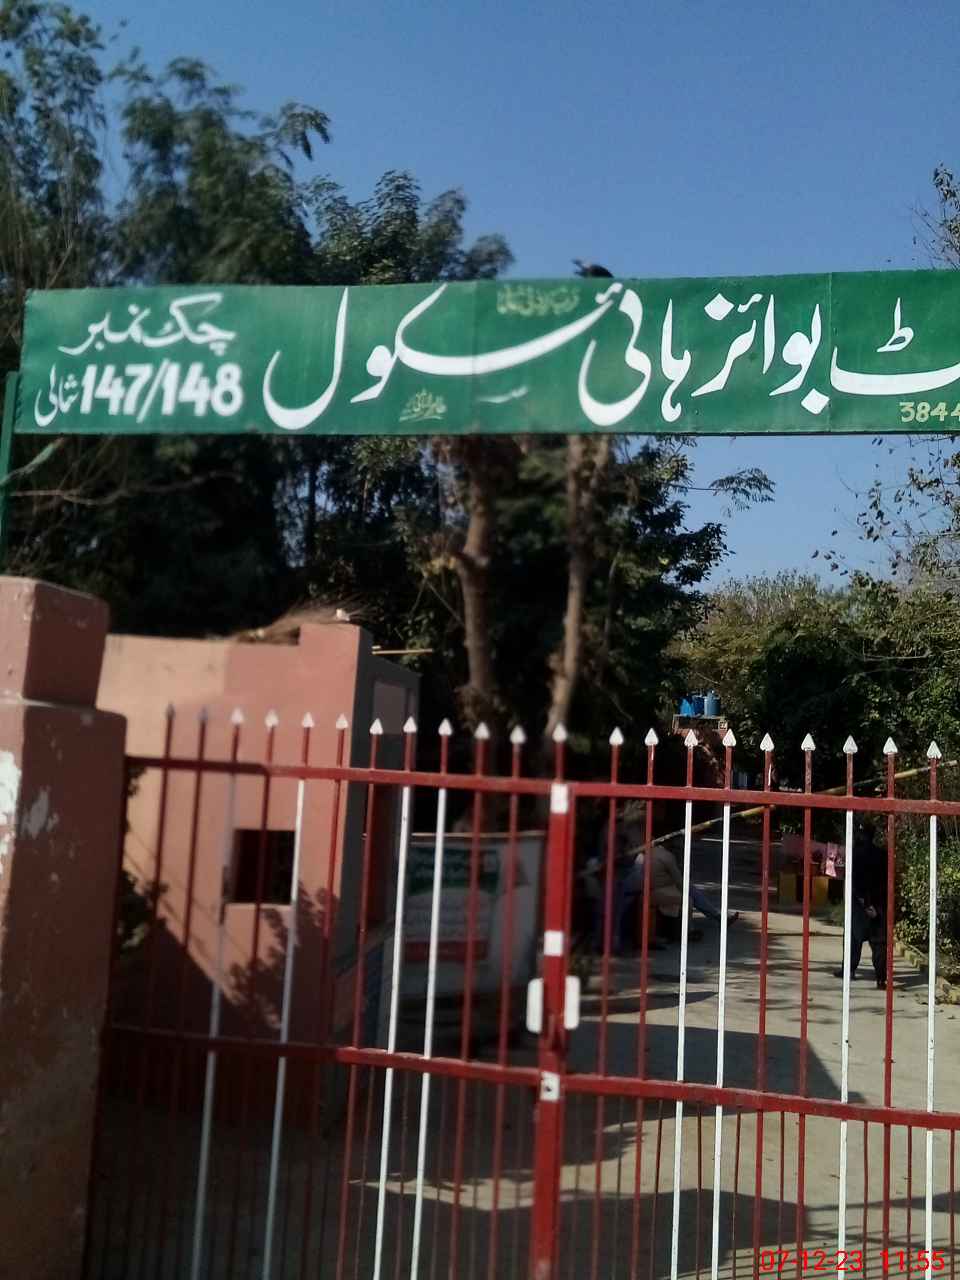 ٹ بوائز ہائی سکول
چک نمبر
147/148 شمالی
3844
07-12-23 11:55